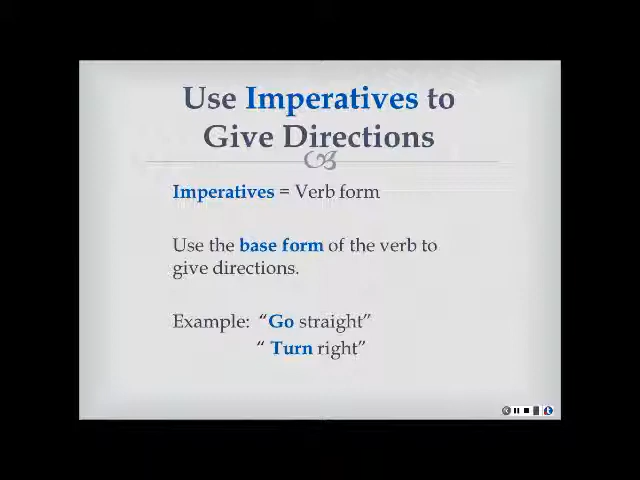 Use Imperatives to
Give Directions
Imperatives = Verb form
Use the base form of the verb to
give directions.
Example: “Go straight”
“ Turn right”